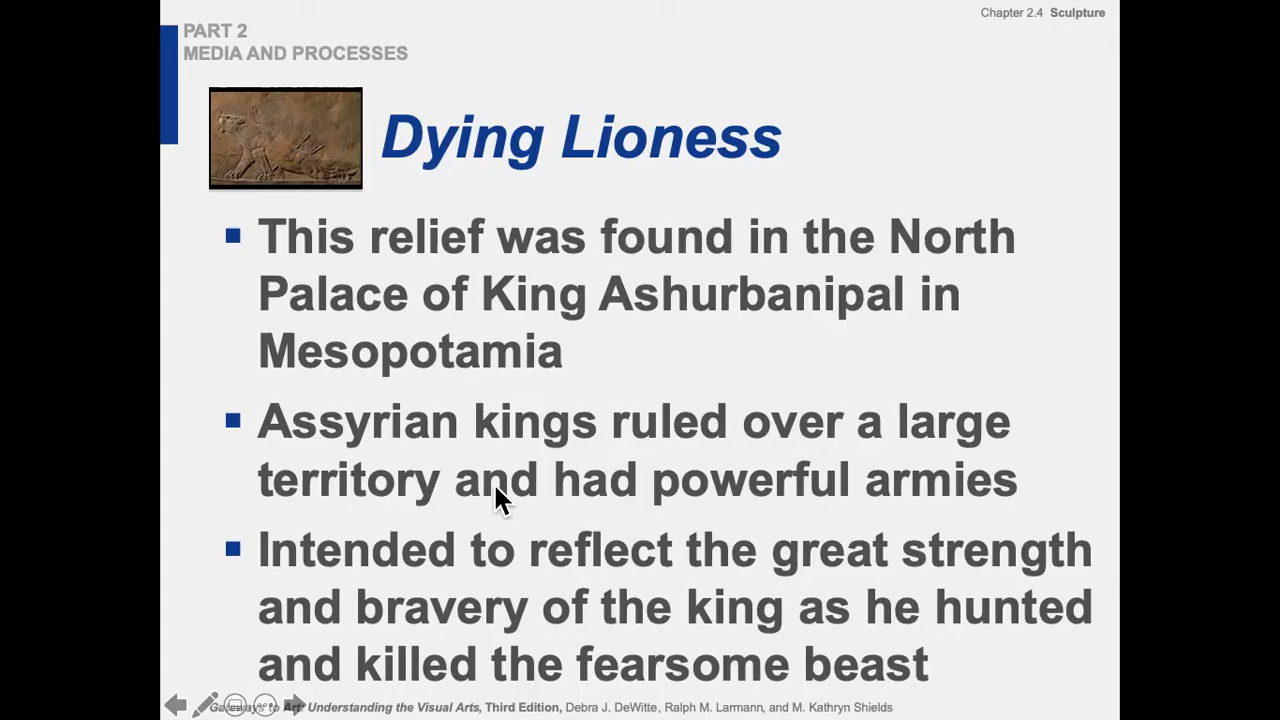 Chapter 2.4 Sculpture
PART 2
MEDIA AND PROCESSES
Dying Lioness
This relief was found in the North
Palace of King Ashurbanipal in
Mesopotamia
Assyrian kings ruled over a large
territory and had powerful armies
Intended to reflect the great strength
and bravery of the king as he hunted
and killed the fearsome beast
Gateways to Art: Understanding the Visual Arts, Third Edition, Debra J. DeWitte, Ralph M. Larmann, and M. Kathryn Shields